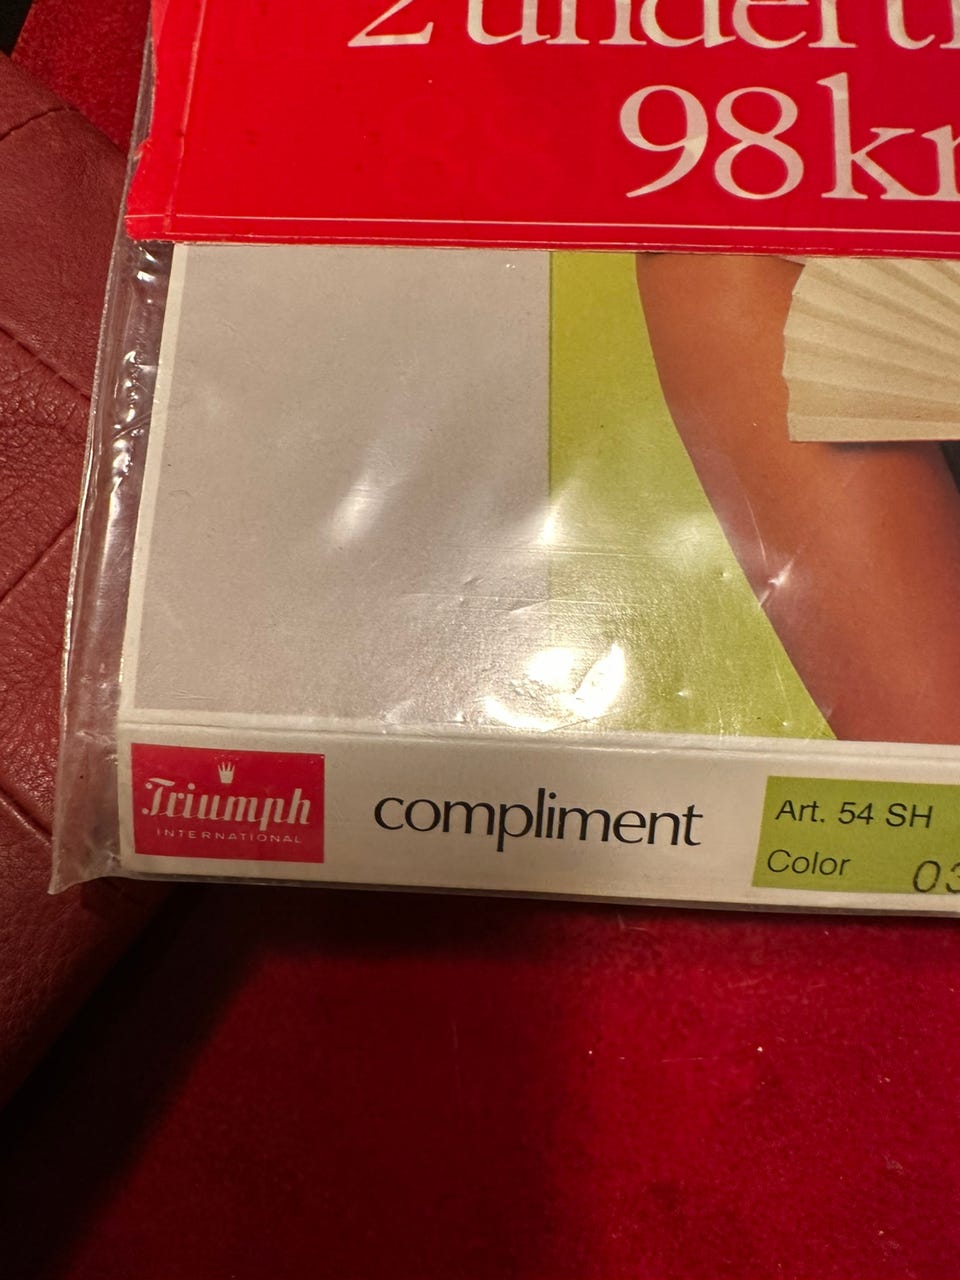 98
Triumph
INTERNATIONAL
compliment
Art. 54 SH
Color